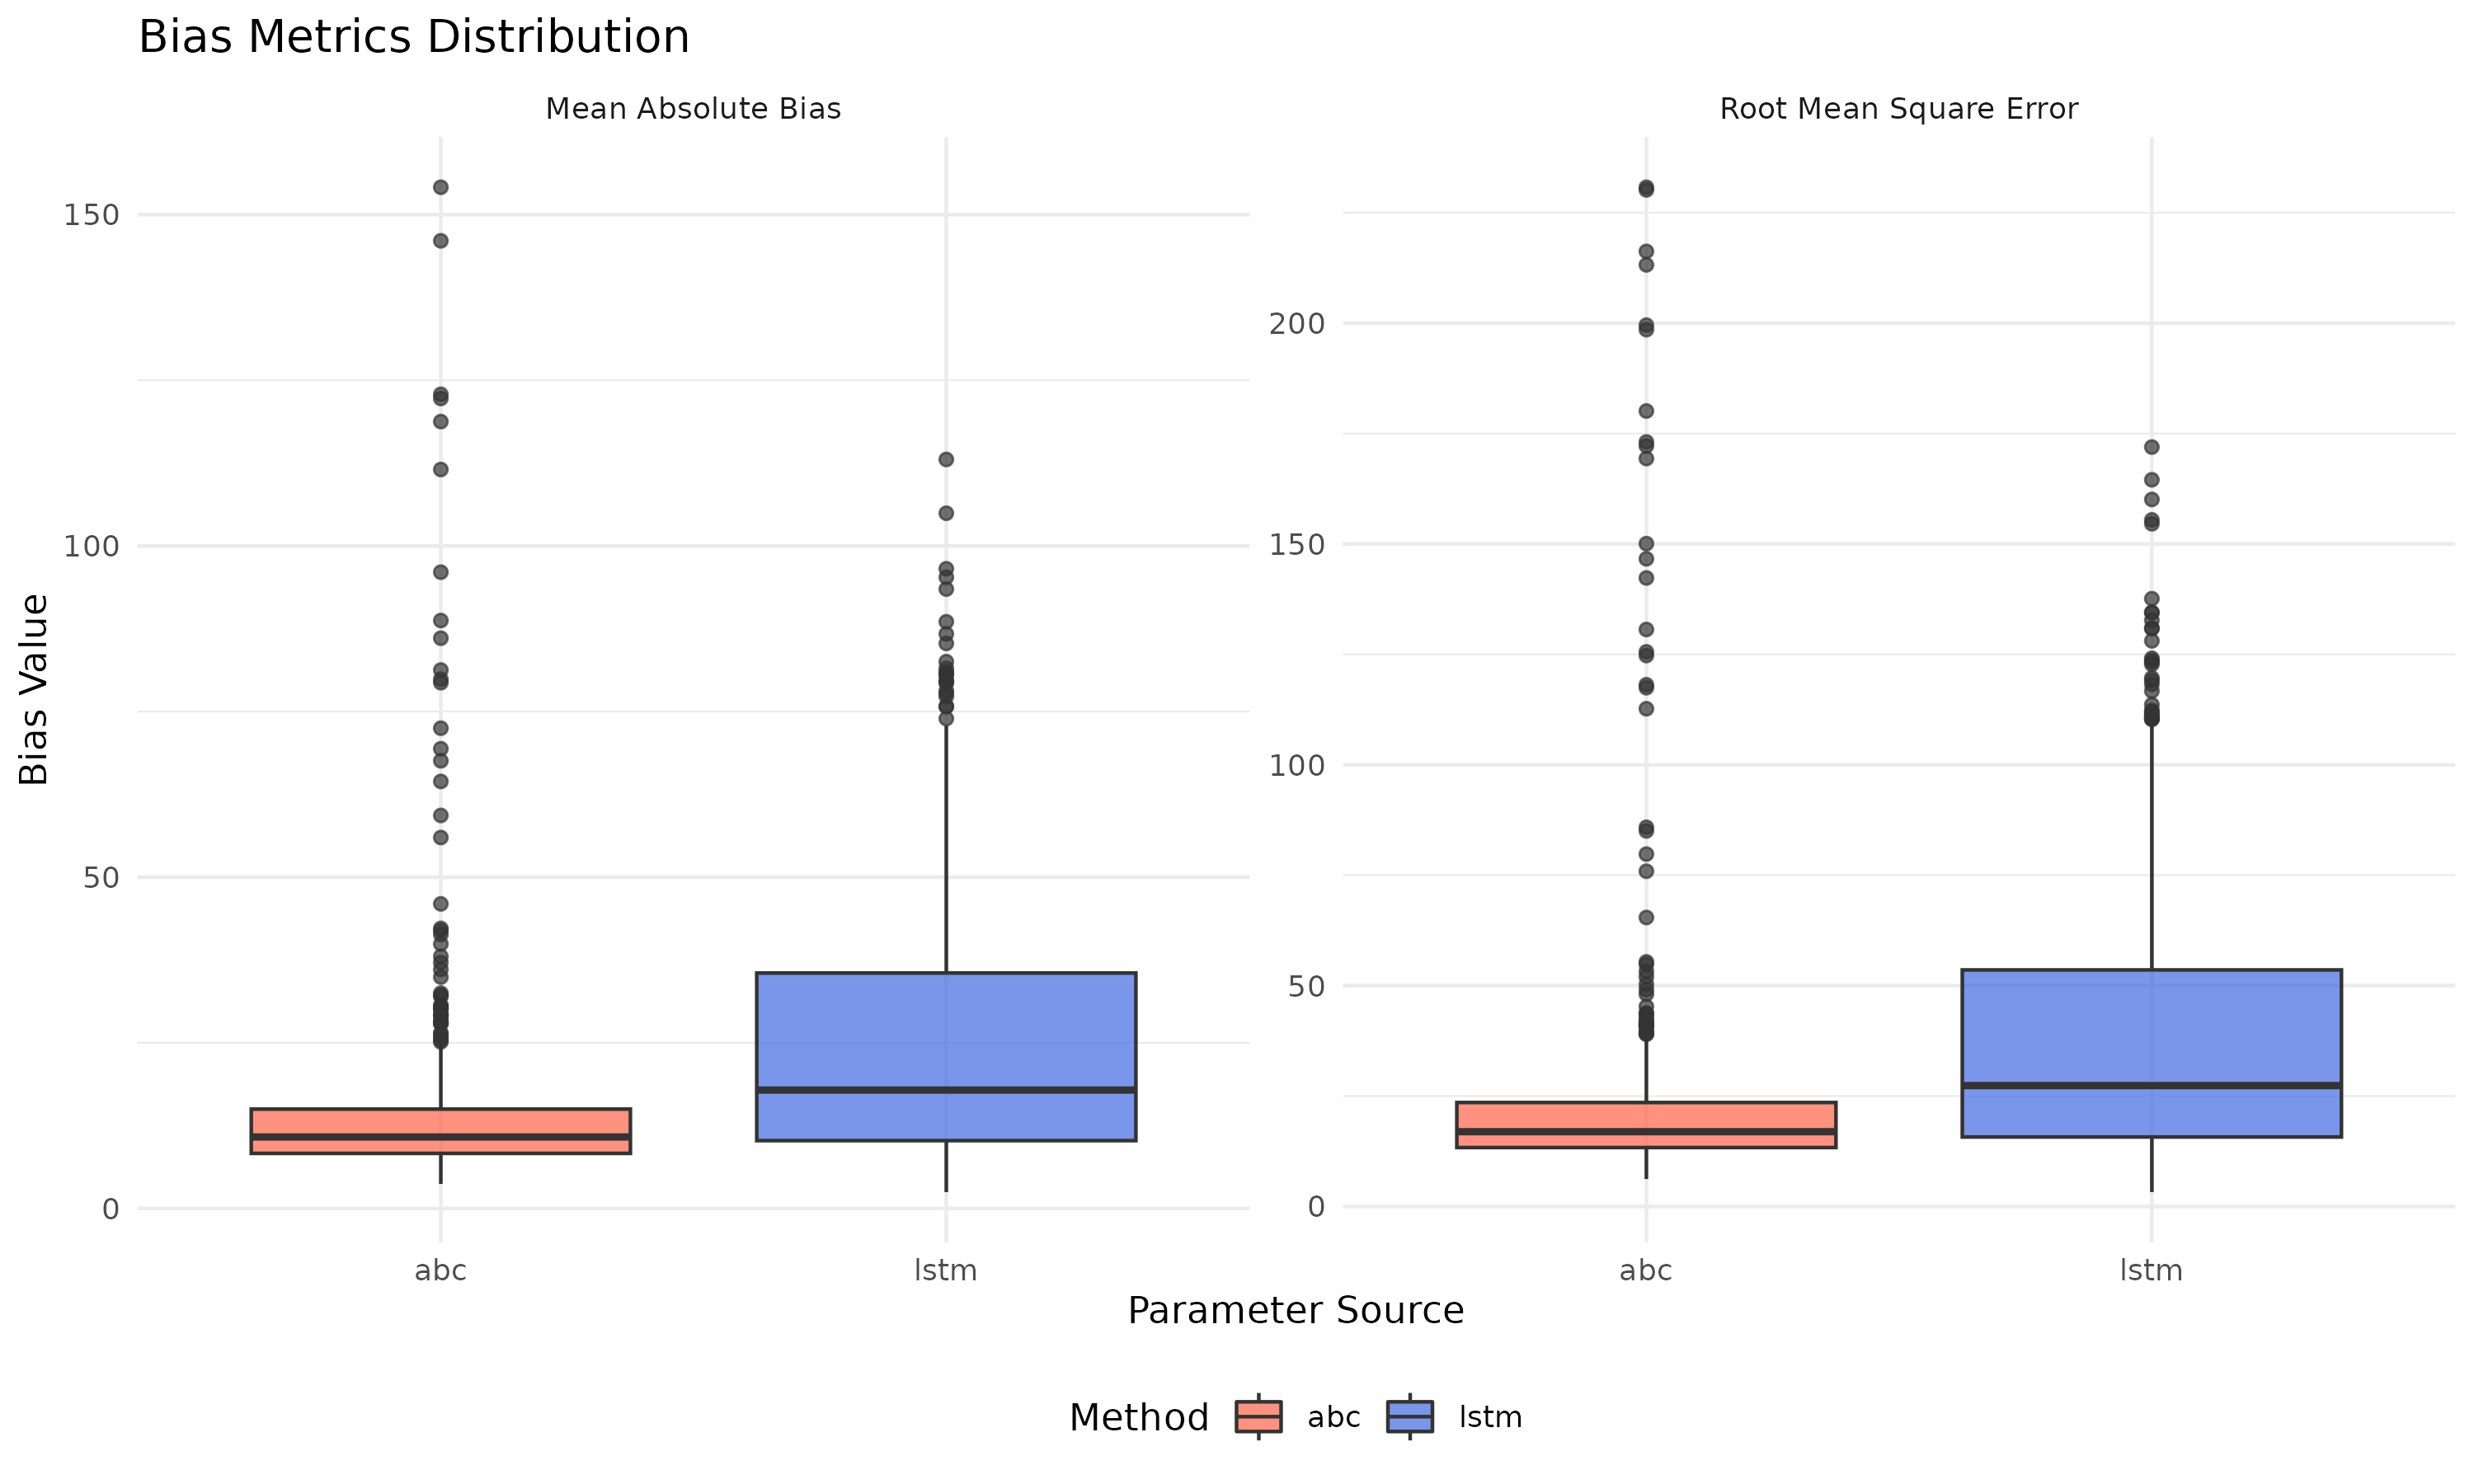 Bias Metrics Distribution
Mean Absolute Bias
Root Mean Square Error
Bias Value
150
100
50
0
200
150
100
50
0
abc
lstm
abc
lstm
Parameter Source
Method abc lstm